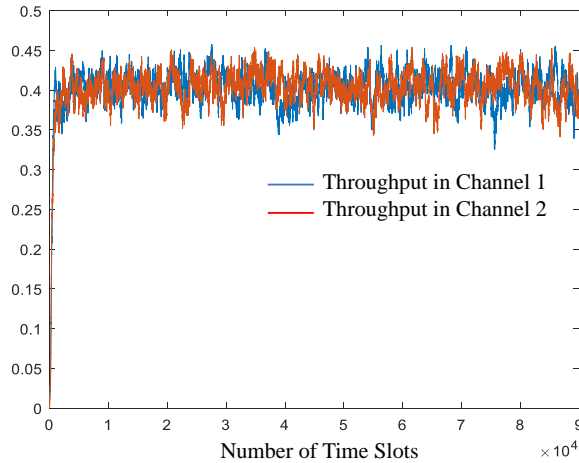 0.5
0.45
0.4
0.35
0.3
0.25
0.2
0.15
0.1
0.05
0
Throughput in Channel 1
Throughput in Channel 2
0 1 2 3 4 5 6 7 8 9
Number of Time Slots ×10⁴